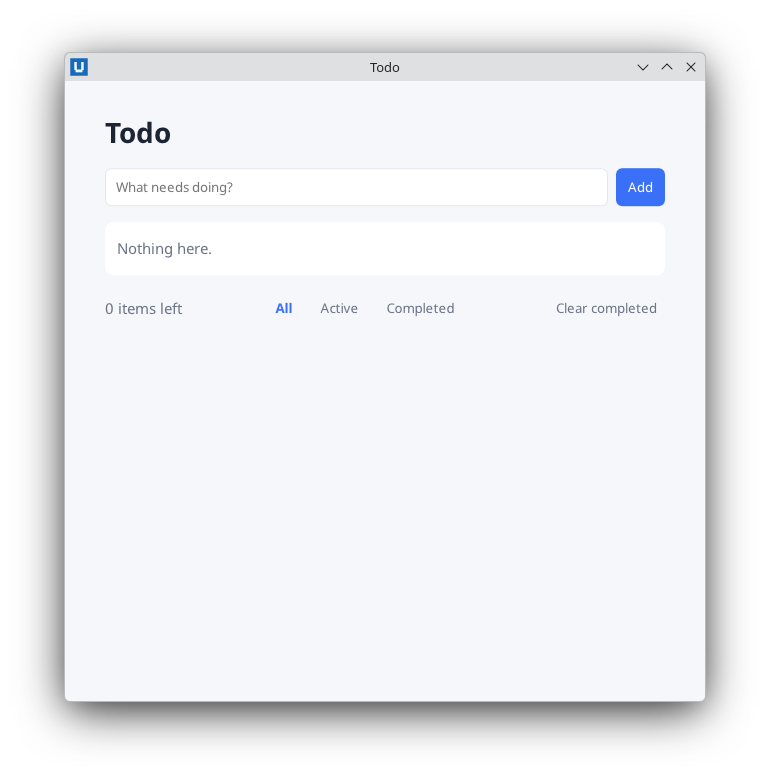 Todo
Todo
What needs doing?
Add
Nothing here.
0 items left All Active Completed Clear completed